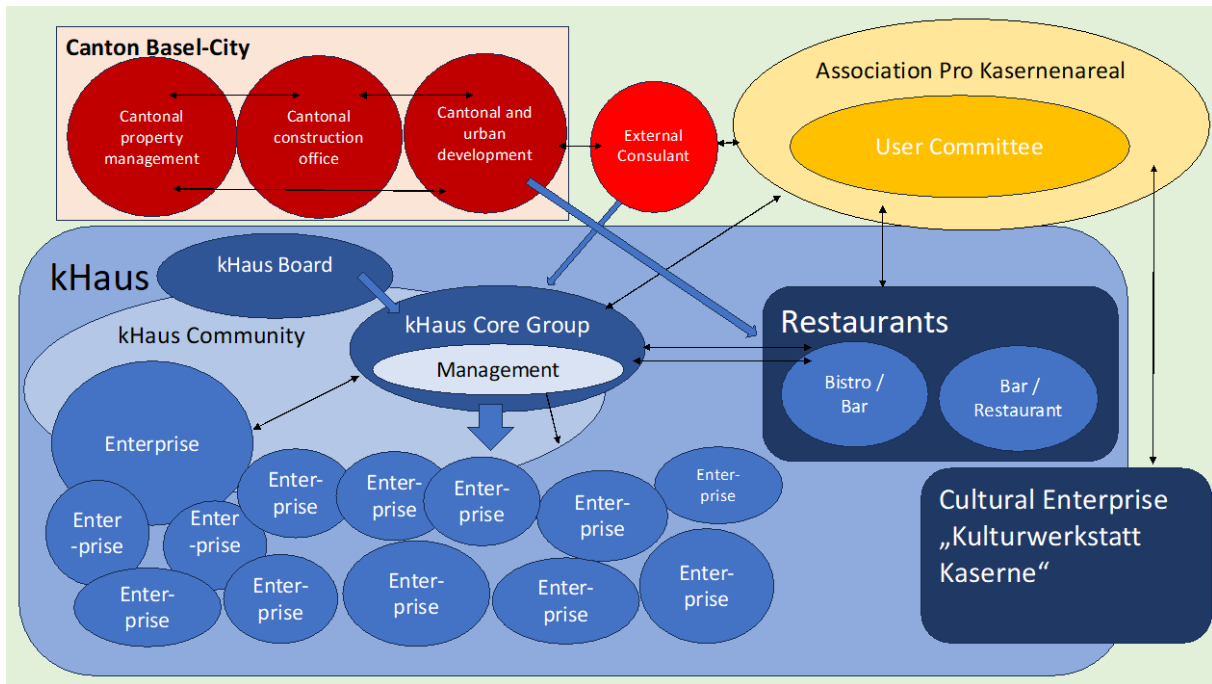 Canton Basel-City
Cantonal
property
management
Cantonal
construction
office
Cantonal and
urban
development
External
Consulant
Association Pro Kasernenareal
User Committee
kHaus
kHaus Board
kHaus Community
kHaus Core Group
Management
Restaurants
Bistro /
Bar
Bar /
Restaurant
Enterprise
Enter-
prise
Enter-
prise
Enter-
prise
Enter-
prise
Enter-
prise
Enter
-prise
Enter
-prise
Enter-
prise
Enter-
prise
Enter-
prise
Enter-
prise
Enter-
prise
Cultural Enterprise
„Kulturwerkstatt
Kaserne“